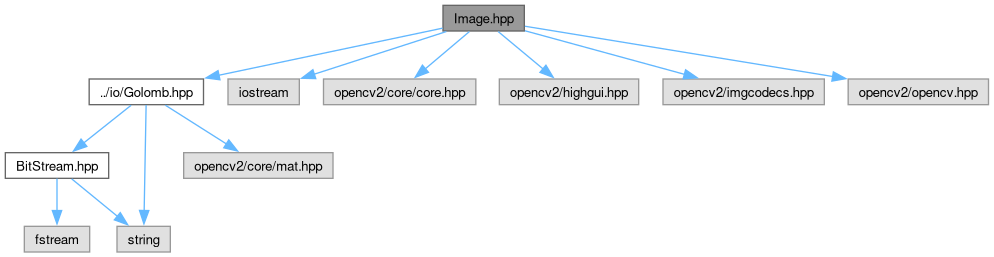 Image.hpp
../io/Golomb.hpp
iostream
opencv2/core/core.hpp
opencv2/highgui.hpp
opencv2/imgcodecs.hpp
opencv2/opencv.hpp
BitStream.hpp
opencv2/core/mat.hpp
fstream
string